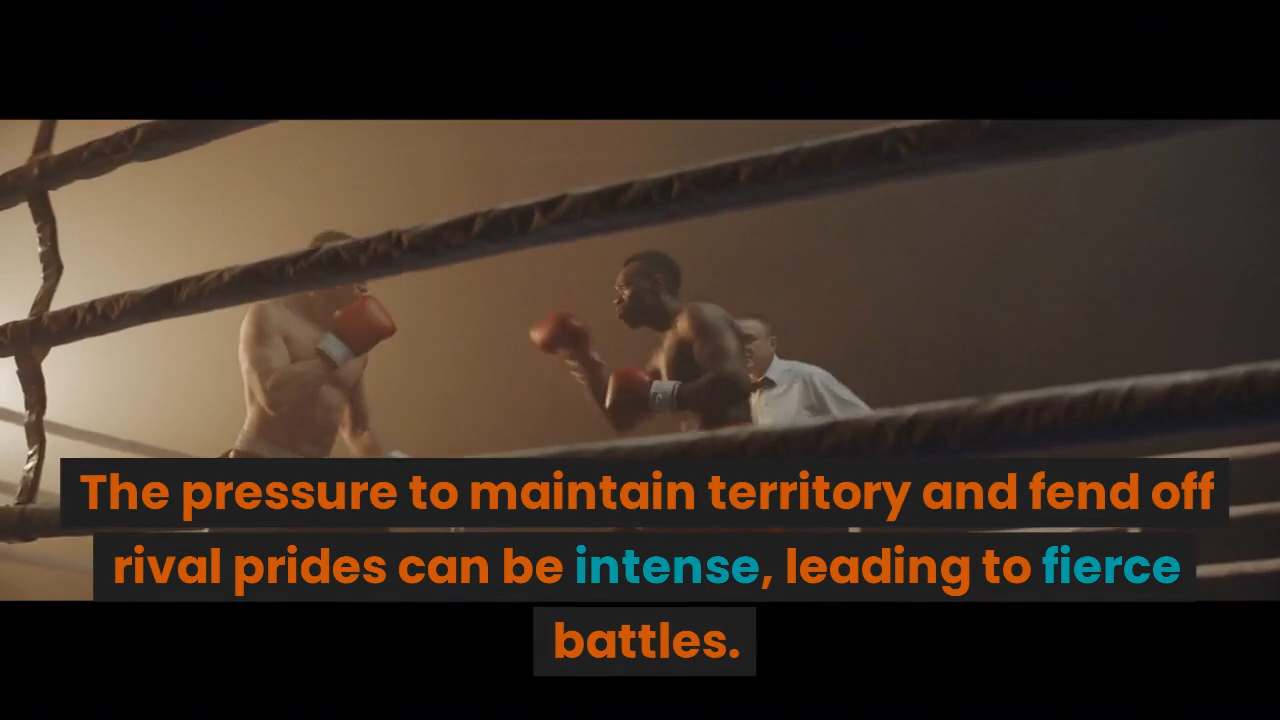 The pressure to maintain territory and fend off
rival prides can be intense, leading to fierce
battles.